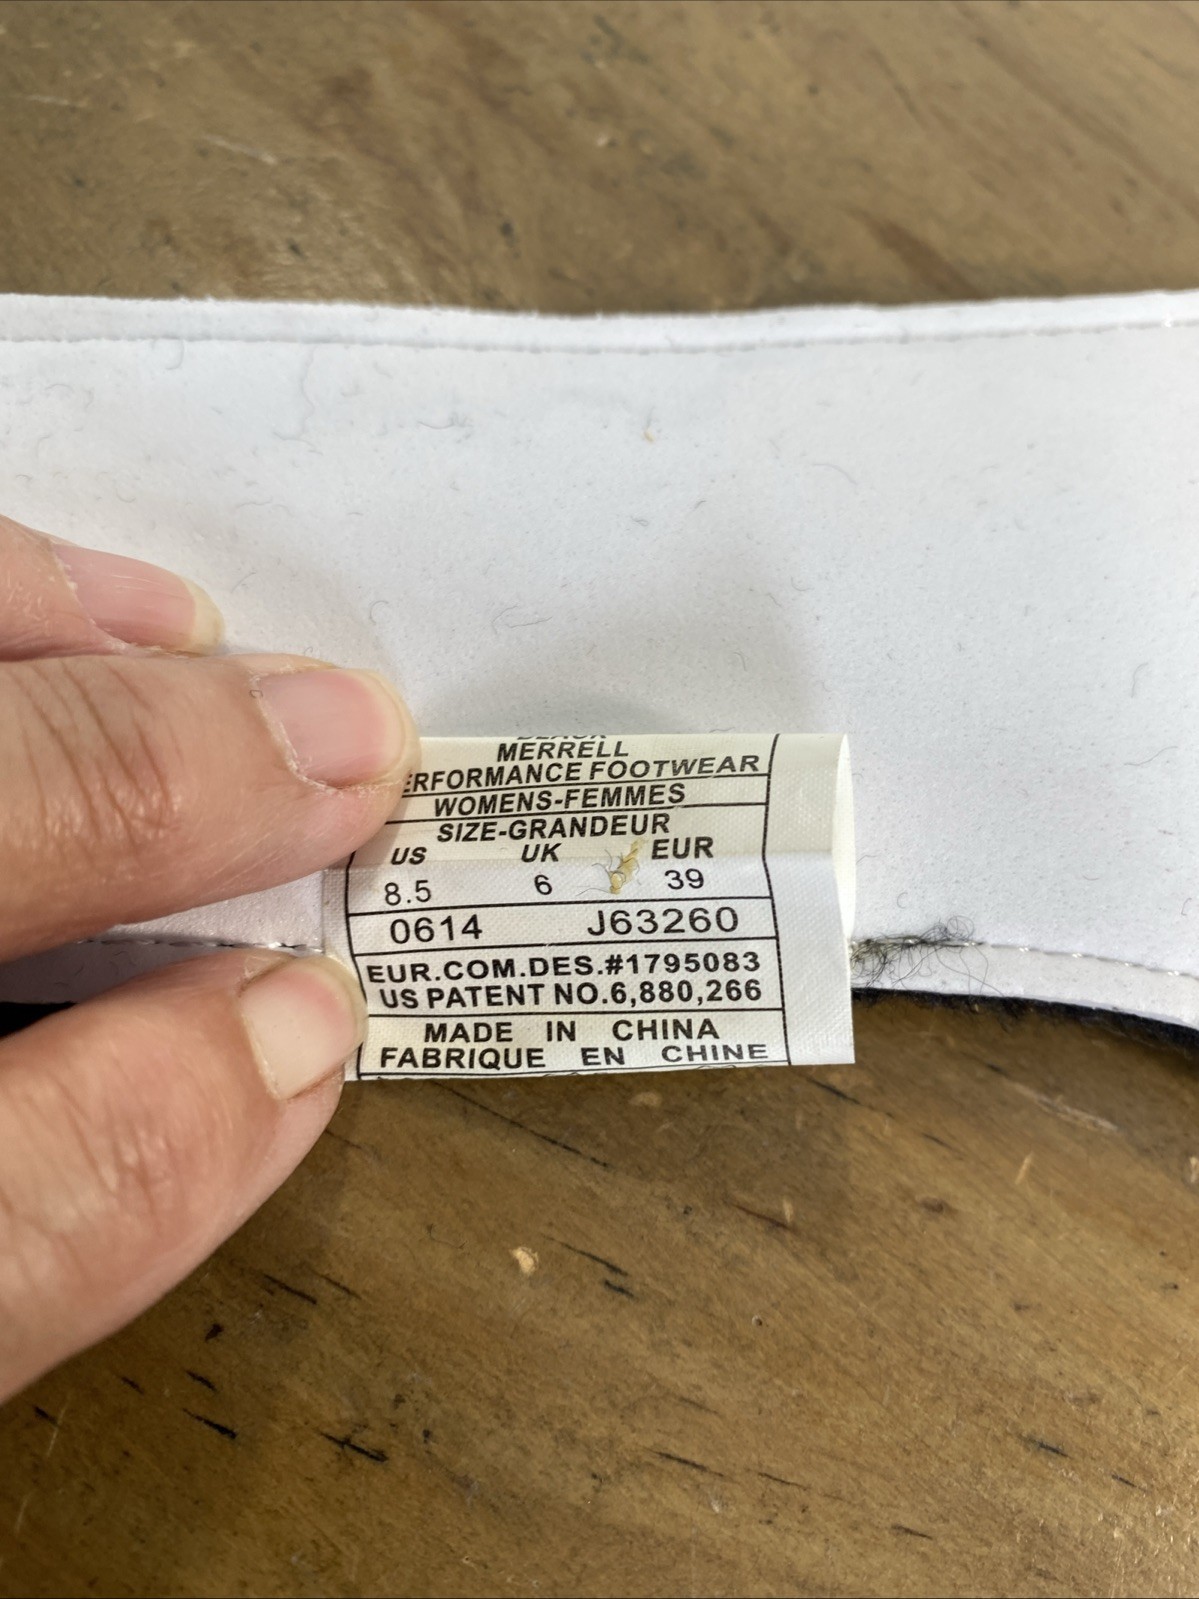 BLACK
MERRELL
ERFORMANCE FOOTWEAR
WOMENS-FEMMES
SIZE-GRANDEUR
US UK EUR
8.5 6 39
0614 J63260
EUR.COM.DES.#1795083
US PATENT NO.6,880,266
MADE IN CHINA
FABRIQUE EN CHINE